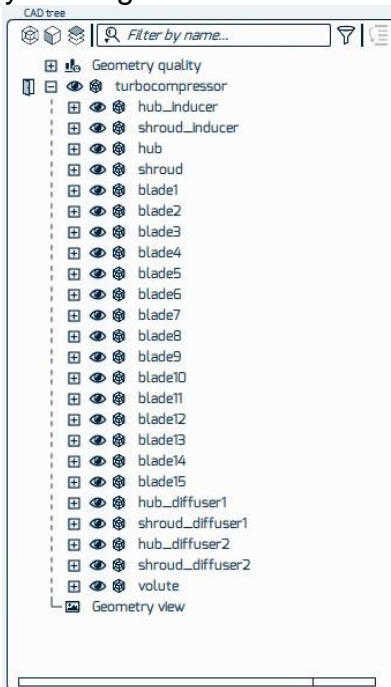 CAD tree
Filter by name...
Geometry quality
turbocompressor
hub_inducer
shroud_inducer
hub
shroud
blade1
blade2
blade3
blade4
blade5
blade6
blade7
blade8
blade9
blade10
blade11
blade12
blade13
blade14
blade15
hub_diffuser1
shroud_diffuser1
hub_diffuser2
shroud_diffuser2
volute
Geometry view